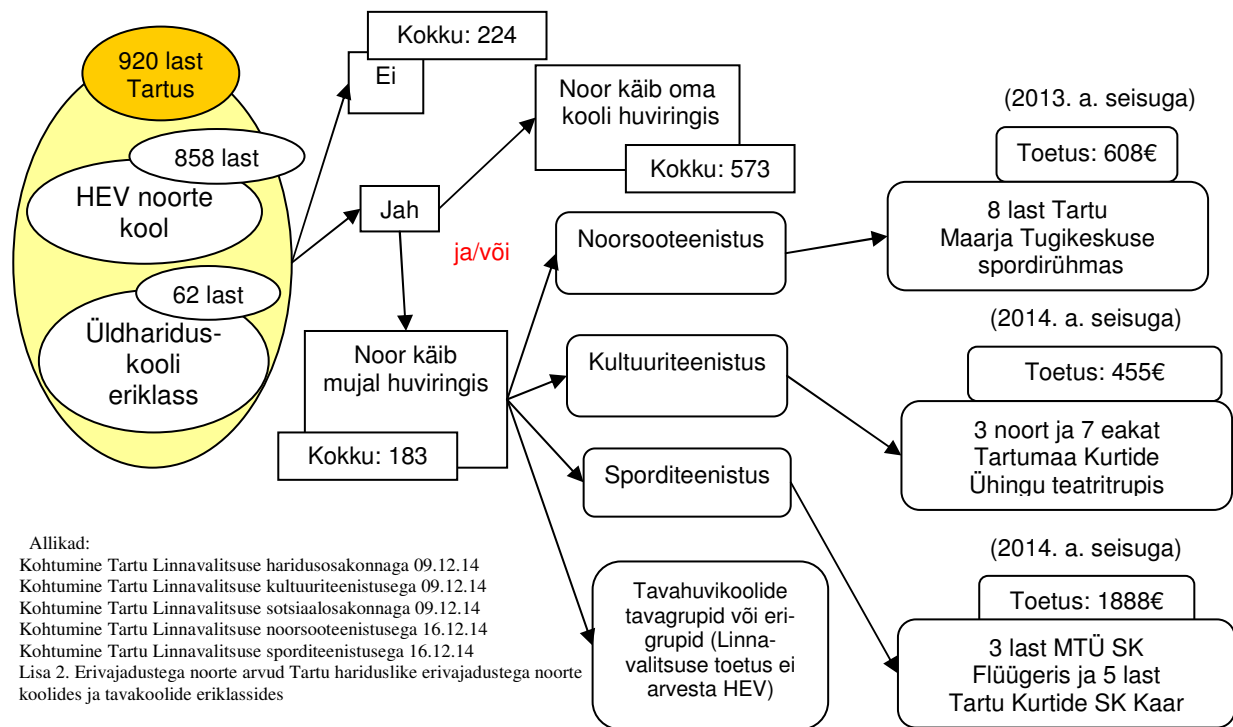 920 last
Tartus
858 last
HEV noorte
kool
62 last
Üldharidus-
kooli
eriklass
Kokku: 224
Ei
Jah
Noor käib oma
kooli huviringis
Kokku: 573
ja/või
Noor käib
mujal huviringis
Kokku: 183
Noorsooteenistus
Kultuuriteenistus
Sporditeenistus
Tavahuvikoolide
tavagrupid või eri-
grupid (Linna-
valitsuse toetus ei
arvesta HEV)
(2013. a. seisuga)
Toetus: 608€
8 last Tartu
Maarja Tugikeskuse
spordirühmas
(2014. a. seisuga)
Toetus: 455€
3 noort ja 7 eakat
Tartumaa Kurtide
Ühingu teatritrupis
(2014. a. seisuga)
Toetus: 1888€
3 last MTÜ SK
Flüügeris ja 5 last
Tartu Kurtide SK Kaar
Allikad:
Kohtumine Tartu Linnavalitsuse haridusosakonnaga 09.12.14
Kohtumine Tartu Linnavalitsuse kultuuriteenistusega 09.12.14
Kohtumine Tartu Linnavalitsuse sotsiaalosakonnaga 09.12.14
Kohtumine Tartu Linnavalitsuse noorsooteenistusega 16.12.14
Kohtumine Tartu Linnavalitsuse sporditeenistusega 16.12.14
Lisa 2. Erivajadustega noorte arvud Tartu hariduslike erivajadustega noorte
koolides ja tavakoolide eriklassides